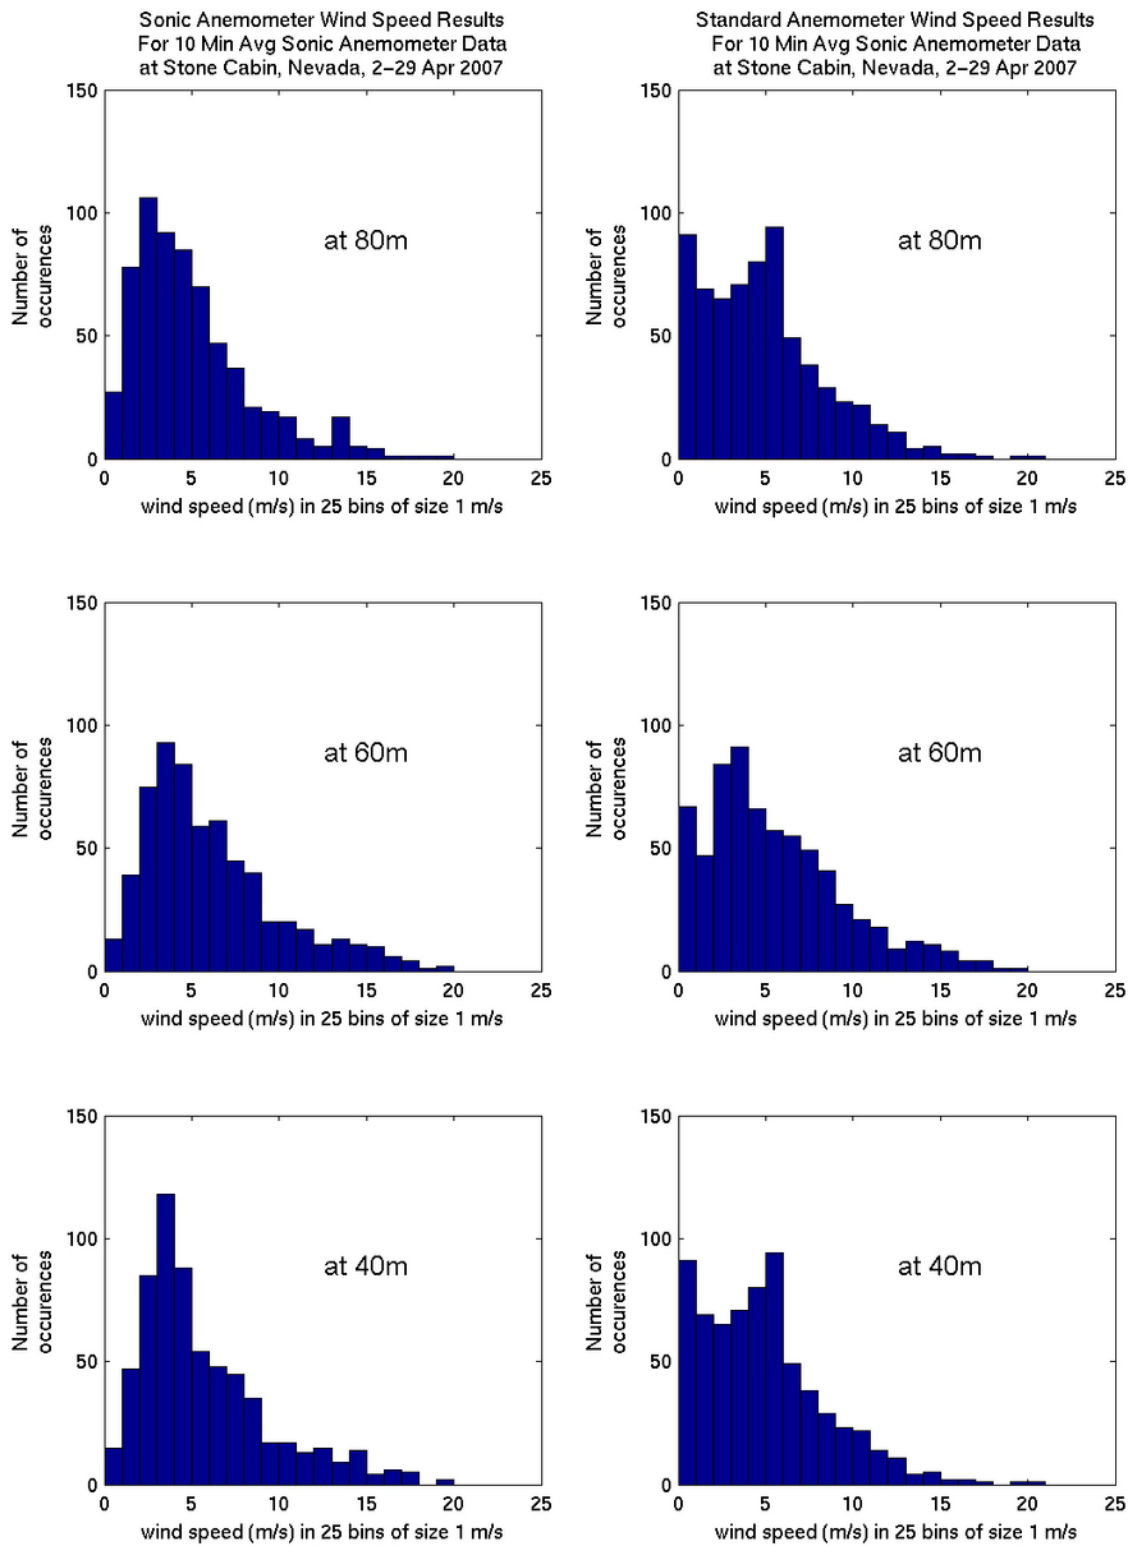 Sonic Anemometer Wind Speed Results
For 10 Min Avg Sonic Anemometer Data
at Stone Cabin, Nevada, 2–29 Apr 2007
150
100
50
0
Number of
occurences
at 80m
0 5 10 15 20 25
wind speed (m/s) in 25 bins of size 1 m/s
Standard Anemometer Wind Speed Results
For 10 Min Avg Sonic Anemometer Data
at Stone Cabin, Nevada, 2–29 Apr 2007
150
100
50
0
Number of
occurences
at 80m
0 5 10 15 20 25
wind speed (m/s) in 25 bins of size 1 m/s
150
100
50
0
Number of
occurences
at 60m
0 5 10 15 20 25
wind speed (m/s) in 25 bins of size 1 m/s
150
100
50
0
Number of
occurences
at 60m
0 5 10 15 20 25
wind speed (m/s) in 25 bins of size 1 m/s
150
100
50
0
Number of
occurences
at 40m
0 5 10 15 20 25
wind speed (m/s) in 25 bins of size 1 m/s
150
100
50
0
Number of
occurences
at 40m
0 5 10 15 20 25
wind speed (m/s) in 25 bins of size 1 m/s